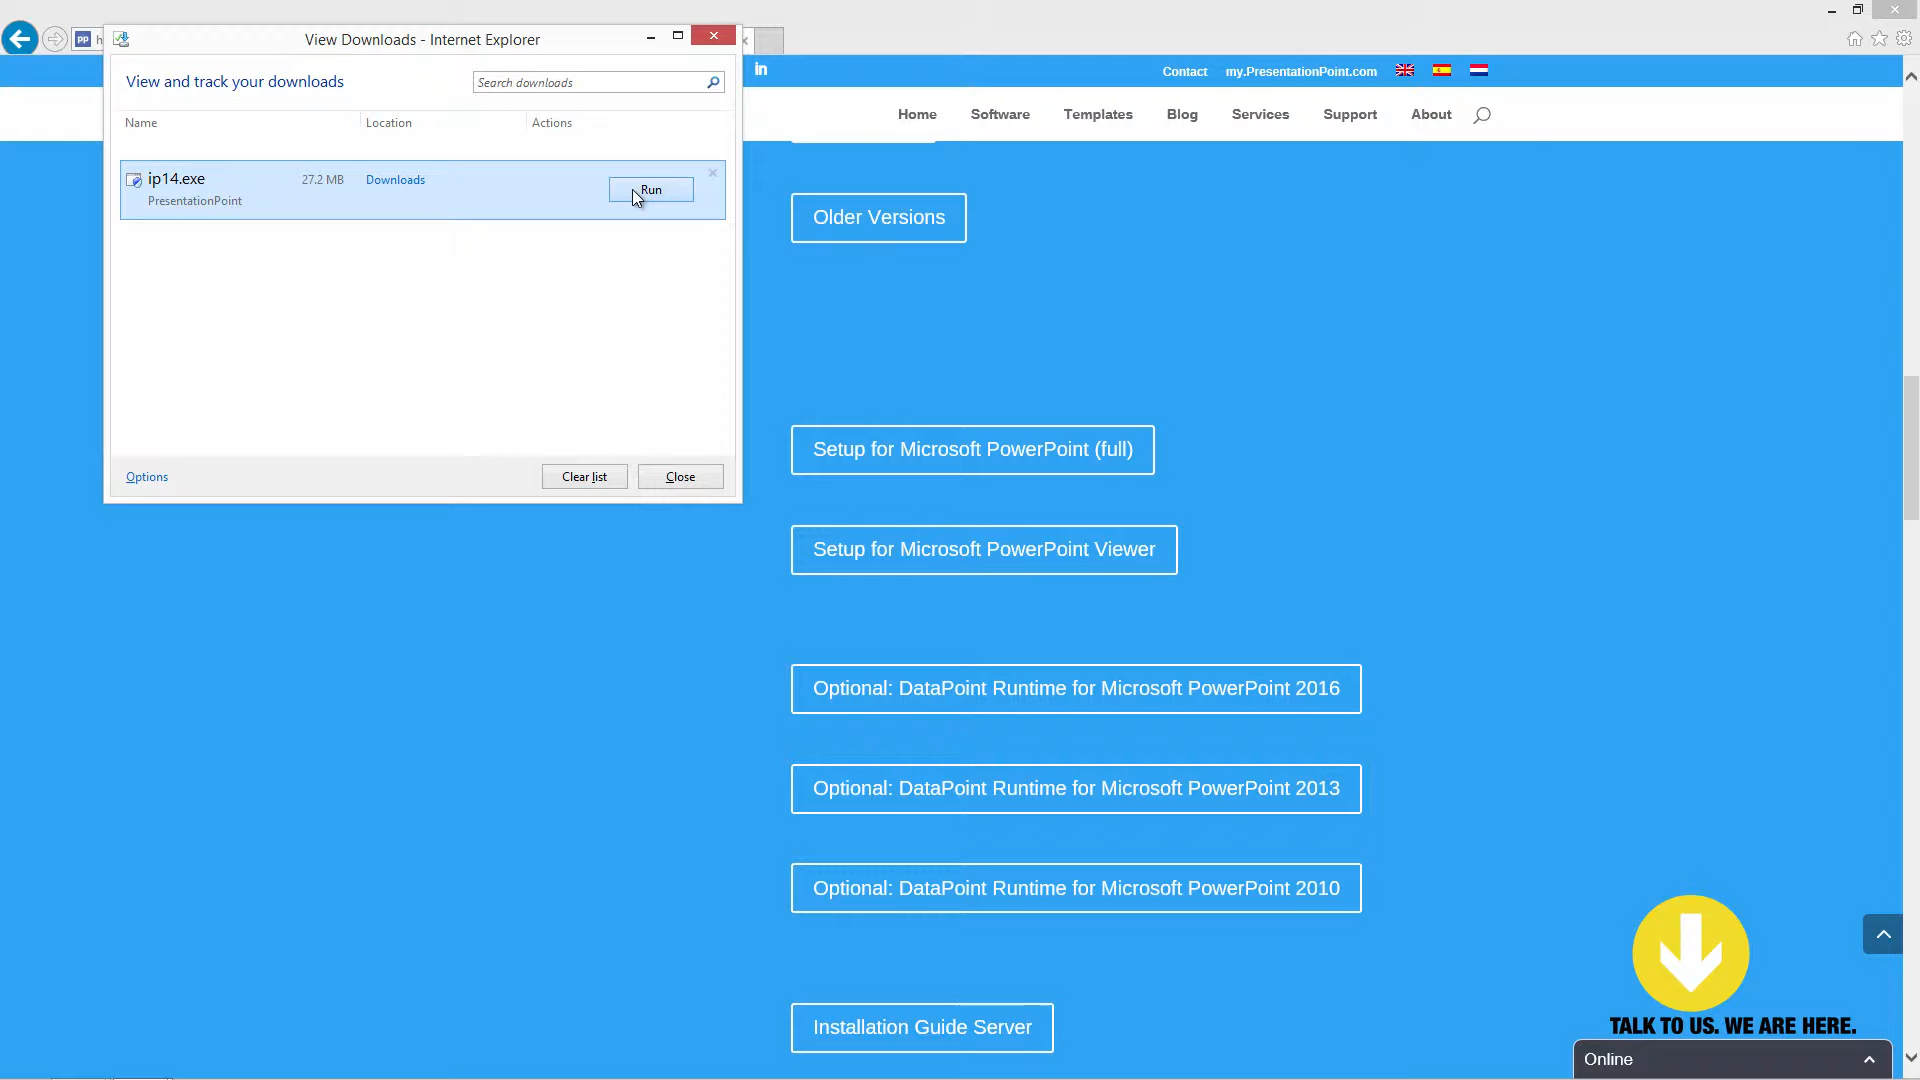 View Downloads - Internet Explorer
pp h
View and track your downloads
Search downloads
Name Location Actions
ip14.exe 27.2 MB Downloads Run
PresentationPoint
Options Clear list Close
in
Contact my.PresentationPoint.com
Home Software Templates Blog Services Support About
Older Versions
Setup for Microsoft PowerPoint (full)
Setup for Microsoft PowerPoint Viewer
Optional: DataPoint Runtime for Microsoft PowerPoint 2016
Optional: DataPoint Runtime for Microsoft PowerPoint 2013
Optional: DataPoint Runtime for Microsoft PowerPoint 2010
Installation Guide Server
TALK TO US. WE ARE HERE.
Online